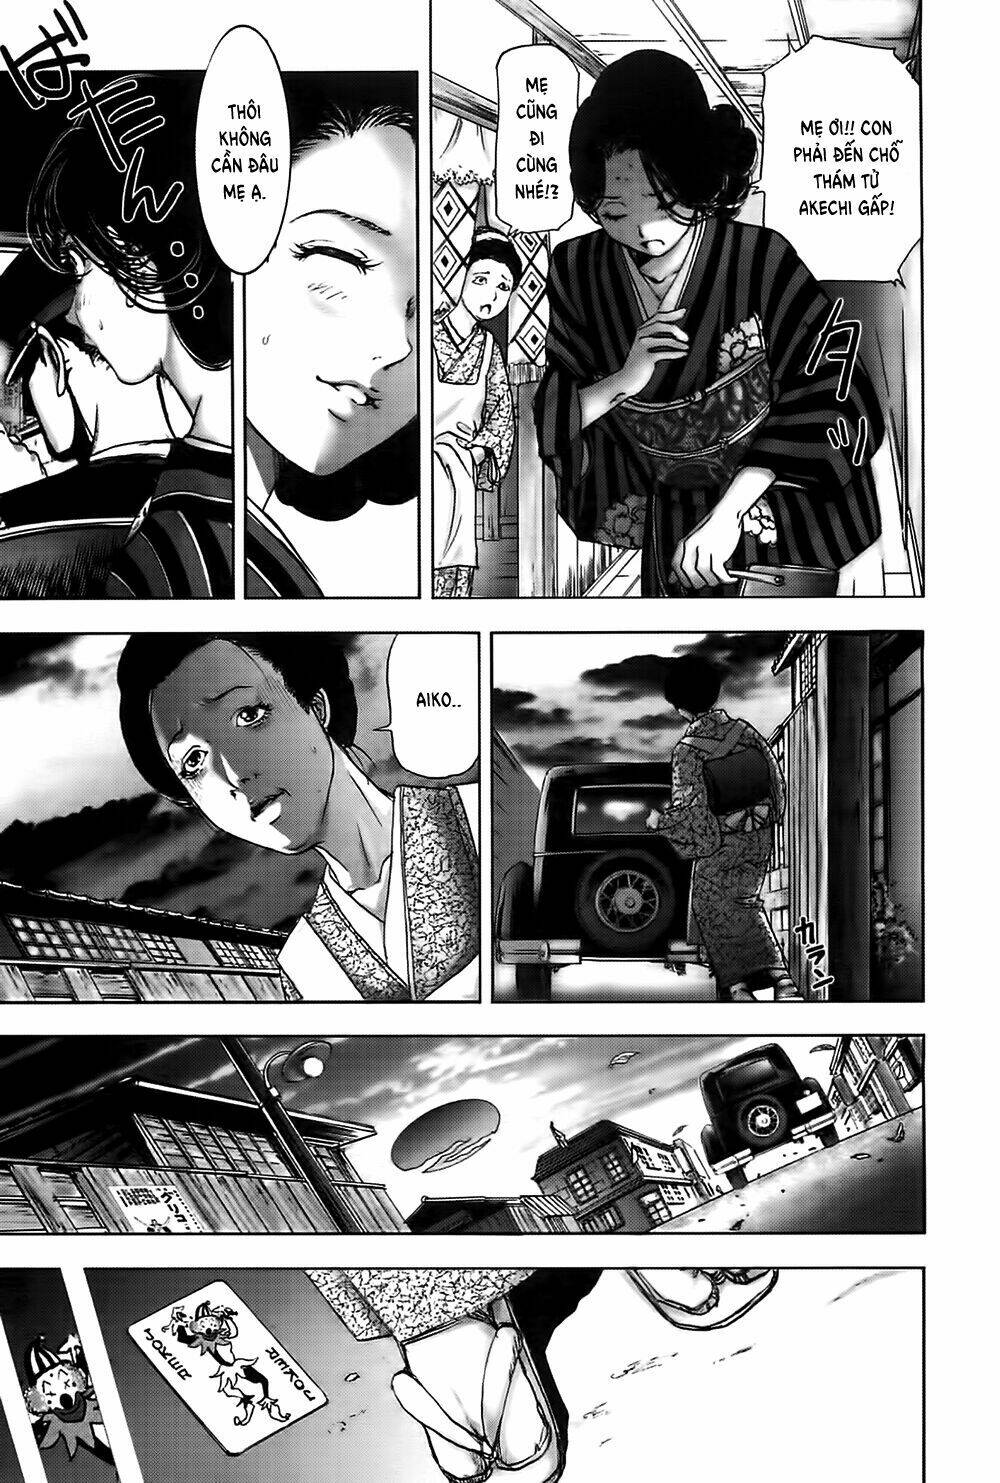 MẸ ƠI!! CON
PHẢI ĐẾN CHỖ
THÁM TỬ
AKECHI GẤP!
MẸ
CŨNG
ĐI
CÙNG
NHÉ!?
タッ
THÔI
KHÔNG
CẦN ĐÂU
MẸ Ạ.
ばたん
カラン
AIKO..
JOKER
JOKER